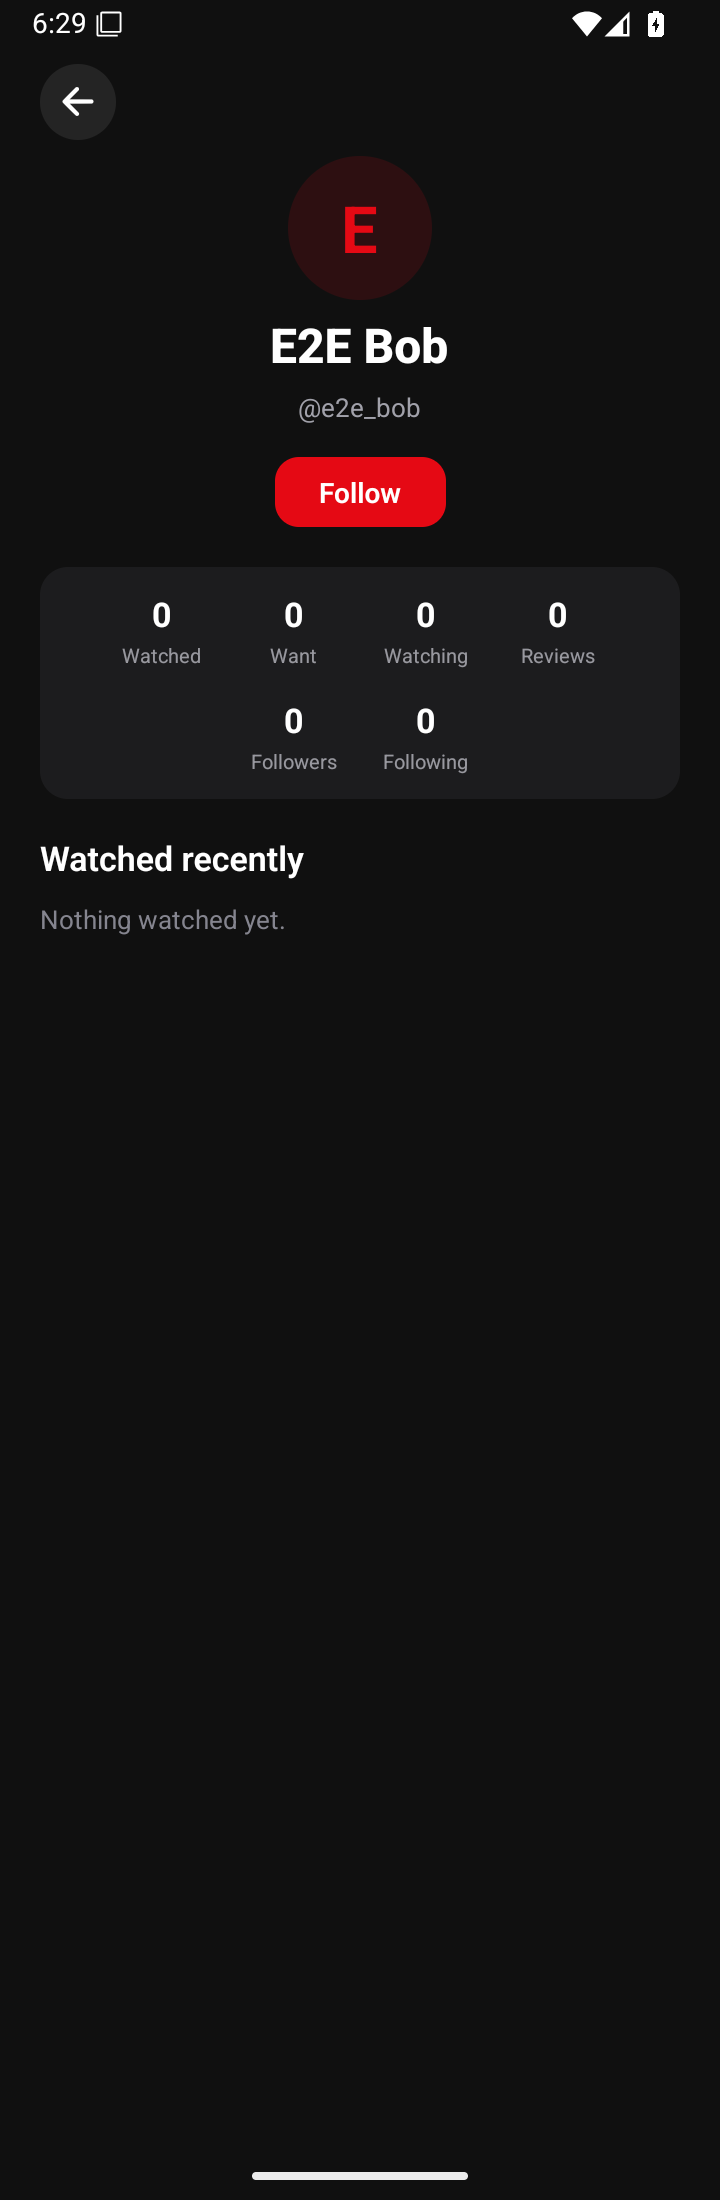 6:29
E
E2E Bob
@e2e_bob
Follow
0 0 0 0
Watched Want Watching Reviews
0 0
Followers Following
Watched recently
Nothing watched yet.